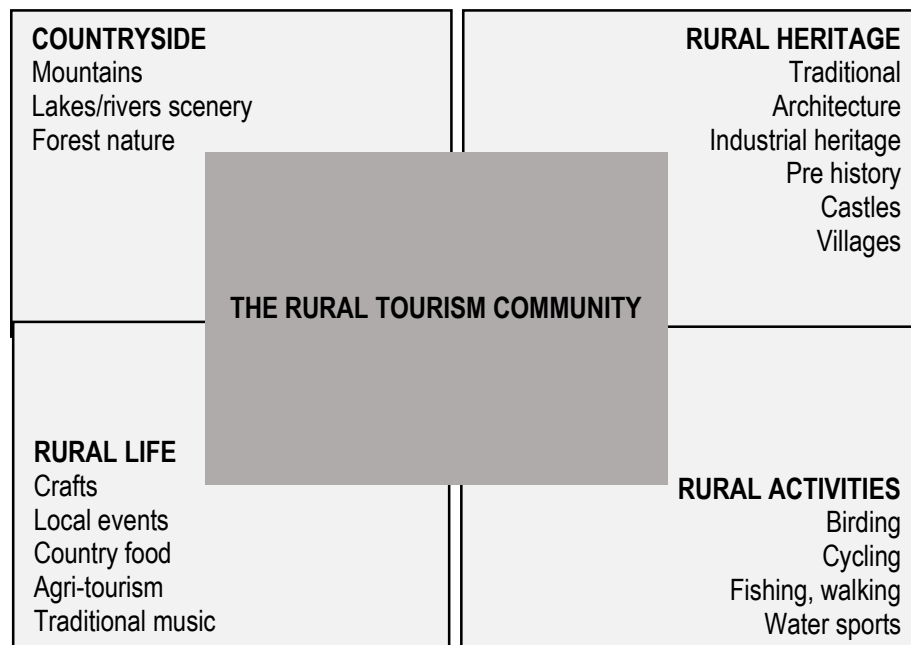 COUNTRYSIDE
Mountains
Lakes/rivers scenery
Forest nature
RURAL HERITAGE
Traditional
Architecture
Industrial heritage
Pre history
Castles
Villages
THE RURAL TOURISM COMMUNITY
RURAL LIFE
Crafts
Local events
Country food
Agri-tourism
Traditional music
RURAL ACTIVITIES
Birding
Cycling
Fishing, walking
Water sports